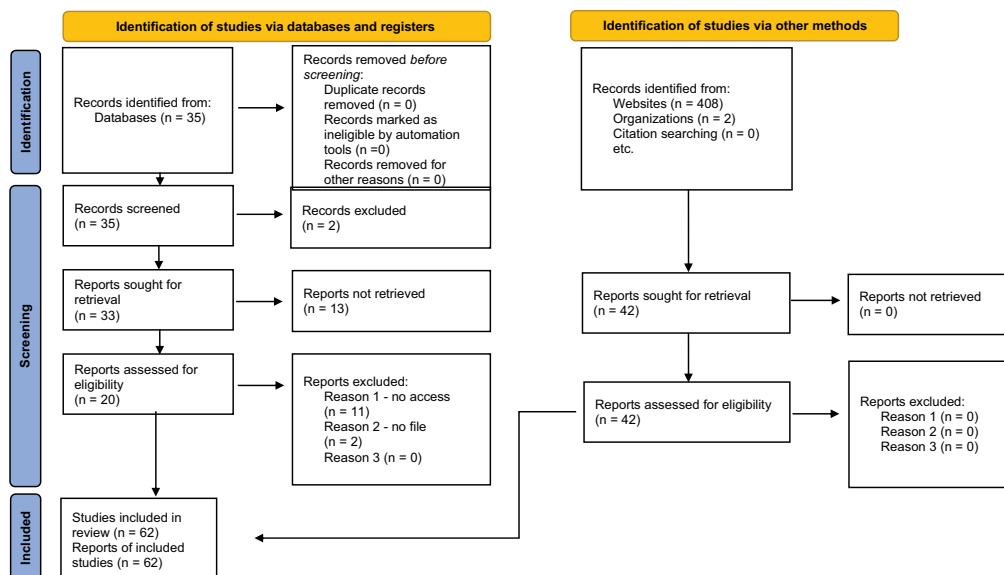 Identification of studies via databases and registers
Identification of studies via other methods
Identification
Records identified from:
Databases (n = 35)
Records removed before
screening:
Duplicate records
removed (n = 0)
Records marked as
ineligible by automation
tools (n =0)
Records removed for
other reasons (n = 0)
Records identified from:
Websites (n = 408)
Organizations (n = 2)
Citation searching (n = 0)
etc.
Screening
Records screened
(n = 35)
Records excluded
(n = 2)
Reports sought for
retrieval
(n = 33)
Reports not retrieved
(n = 13)
Reports sought for retrieval
(n = 42)
Reports not retrieved
(n = 0)
Reports assessed for
eligibility
(n = 20)
Reports excluded:
Reason 1 - no access
(n = 11)
Reason 2 - no file
(n = 2)
Reason 3 (n = 0)
Reports assessed for eligibility
(n = 42)
Reports excluded:
Reason 1 (n = 0)
Reason 2 (n = 0)
Reason 3 (n = 0)
Included
Studies included in
review (n = 62)
Reports of included
studies (n = 62)